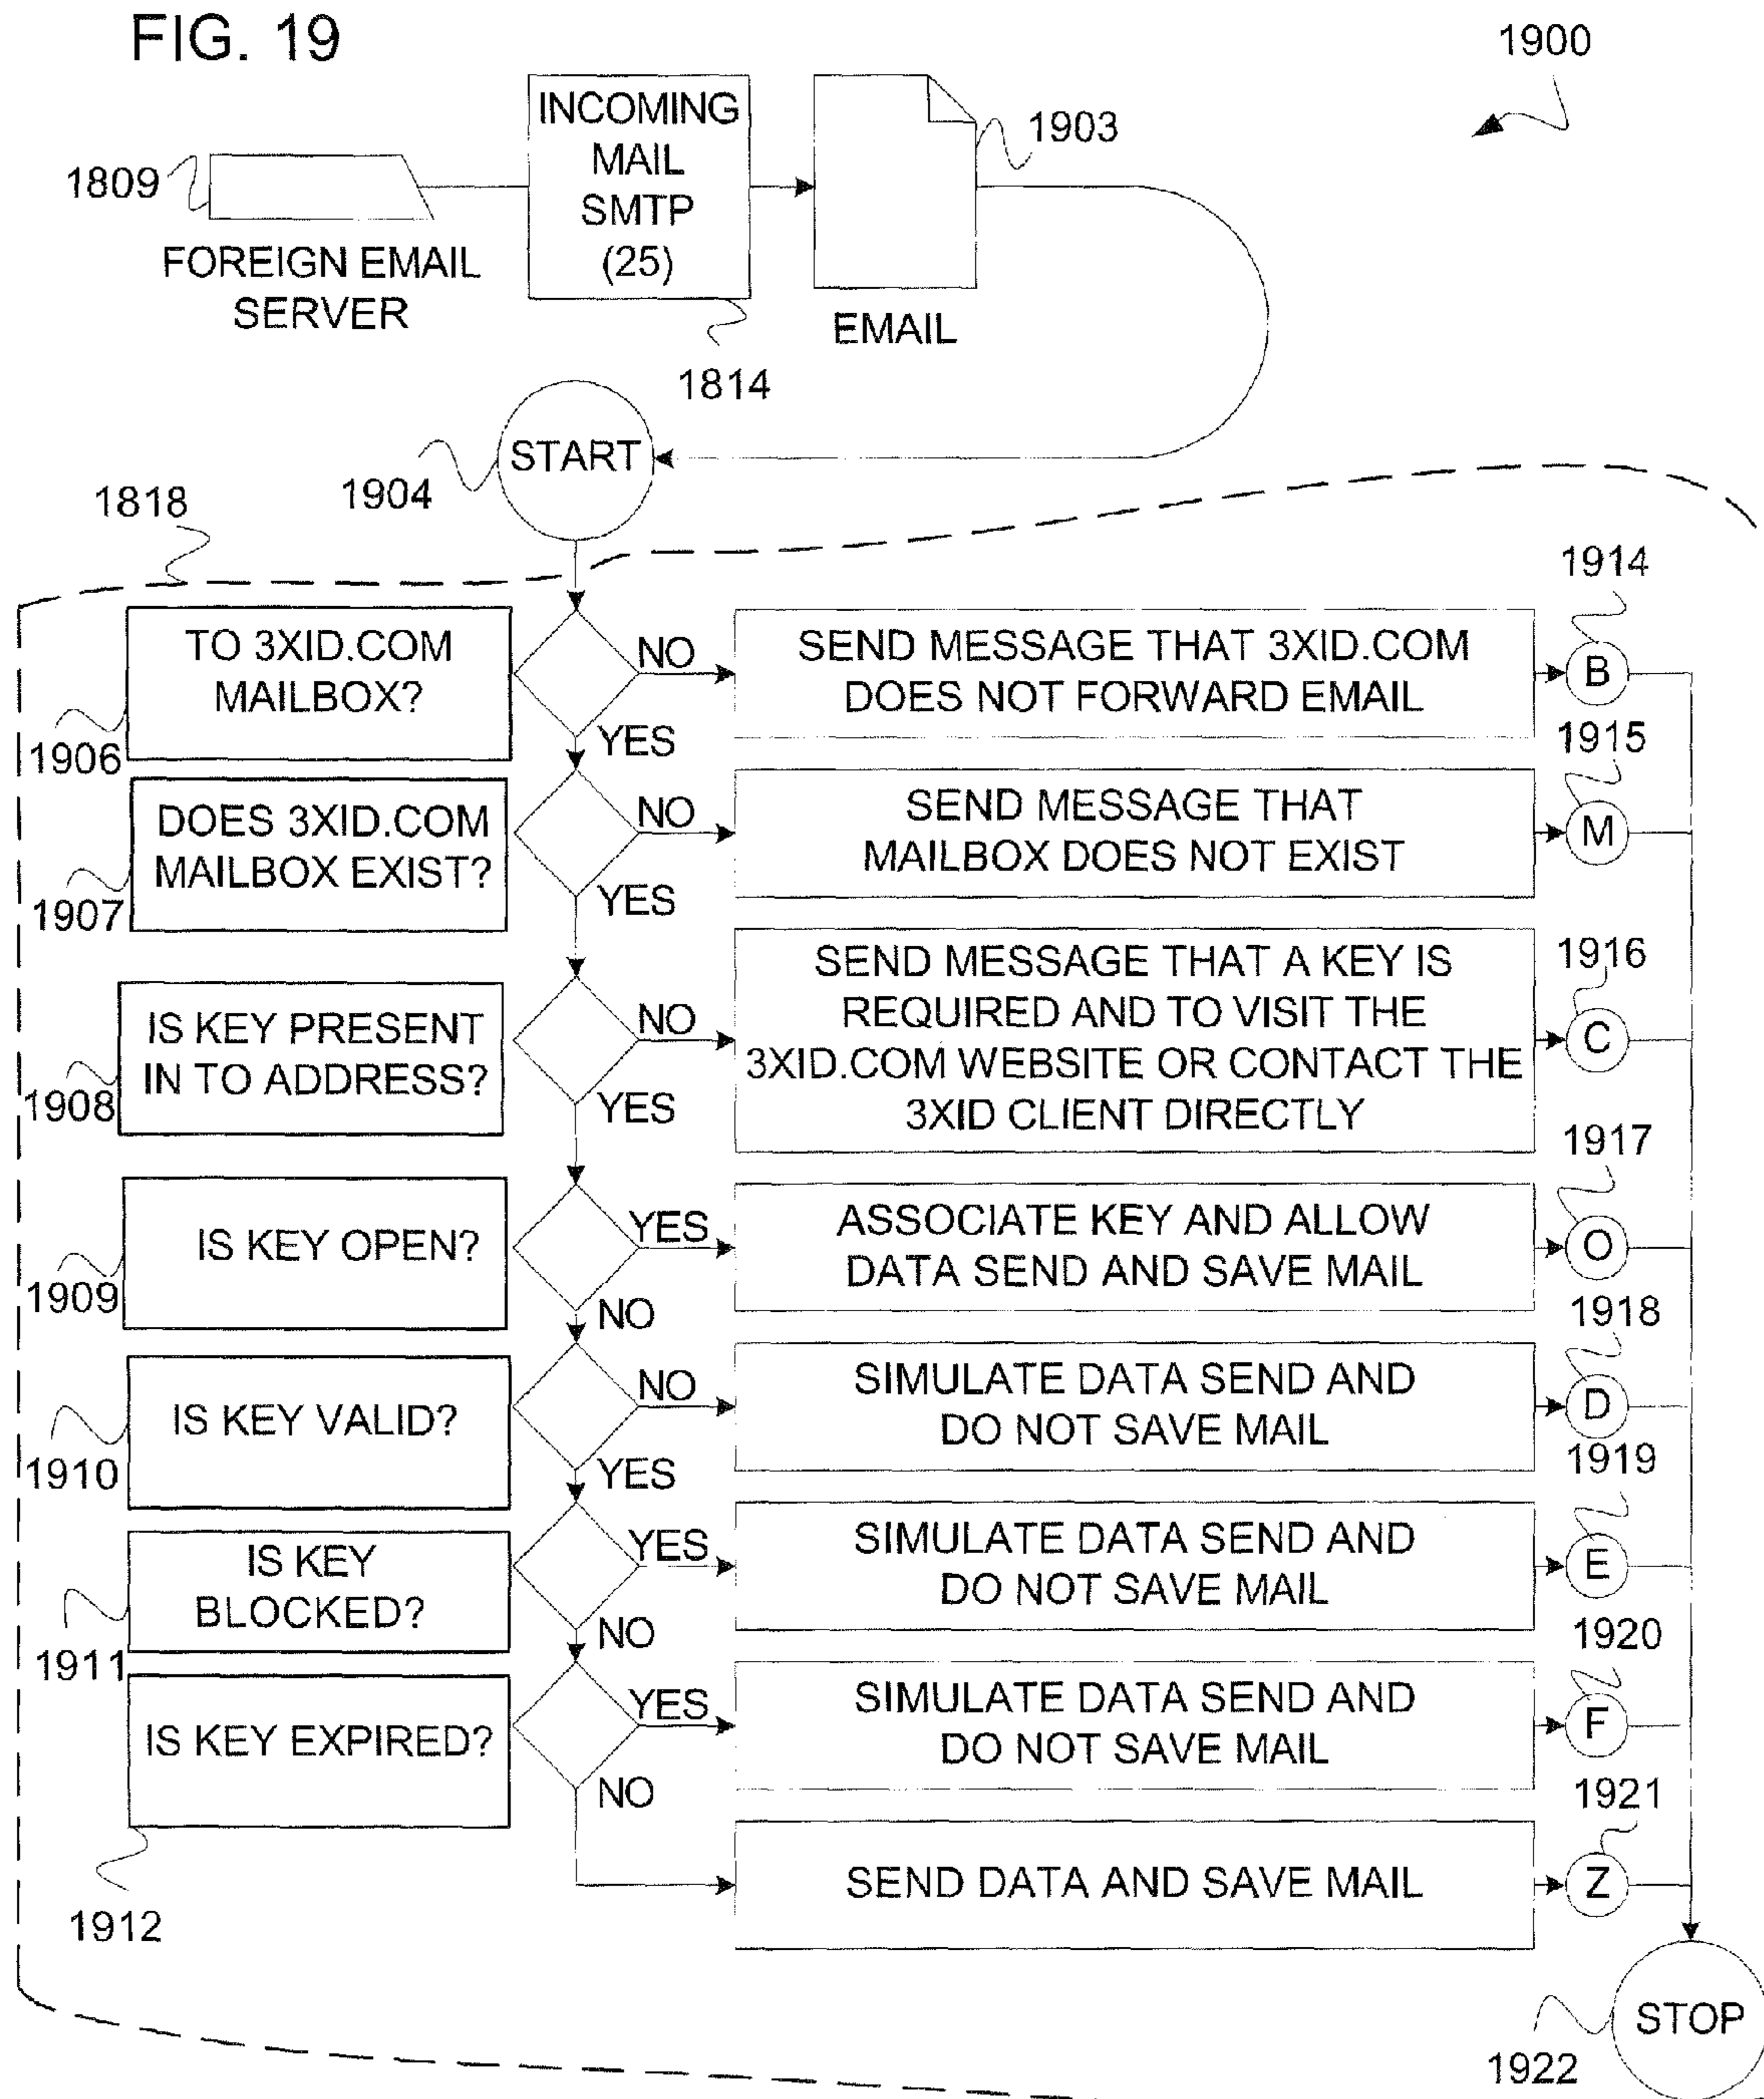 FIG. 19
1900
INCOMING
MAIL
SMTP
(25)
1903
1809
FOREIGN EMAIL
SERVER
EMAIL
1814
START
1904
1818
1914
TO 3XID.COM
MAILBOX?
NO
SEND MESSAGE THAT 3XID.COM
DOES NOT FORWARD EMAIL
B
YES
1906
1915
DOES 3XID.COM
MAILBOX EXIST?
NO
SEND MESSAGE THAT
MAILBOX DOES NOT EXIST
M
YES
1907
1916
IS KEY PRESENT
IN TO ADDRESS?
NO
SEND MESSAGE THAT A KEY IS
REQUIRED AND TO VISIT THE
3XID.COM WEBSITE OR CONTACT THE
3XID CLIENT DIRECTLY
C
YES
1908
1917
IS KEY OPEN?
YES
ASSOCIATE KEY AND ALLOW
DATA SEND AND SAVE MAIL
O
NO
1909
1918
IS KEY VALID?
NO
SIMULATE DATA SEND AND
DO NOT SAVE MAIL
D
YES
1910
1919
IS KEY
BLOCKED?
YES
SIMULATE DATA SEND AND
DO NOT SAVE MAIL
E
NO
1911
1920
IS KEY EXPIRED?
YES
SIMULATE DATA SEND AND
DO NOT SAVE MAIL
F
NO
1912
1921
SEND DATA AND SAVE MAIL
Z
STOP
1922